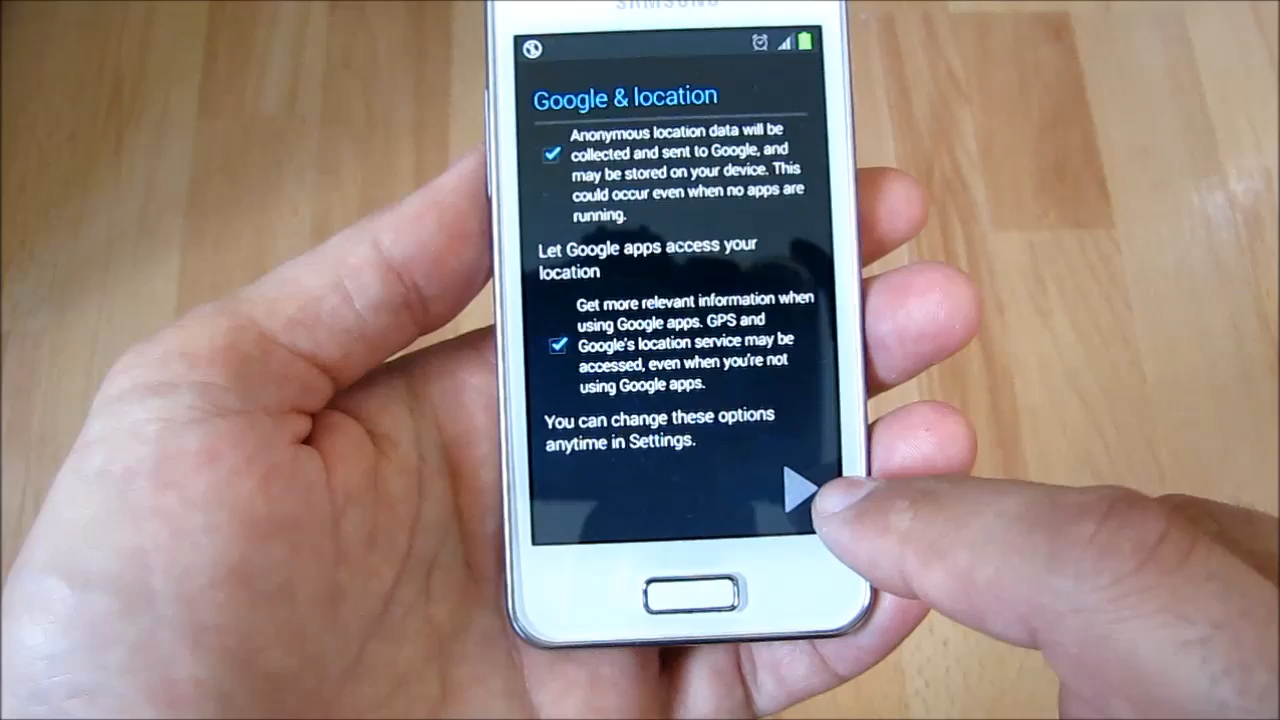 SAMSUNG
Google & location
Anonymous location data will be
collected and sent to Google, and
may be stored on your device. This
could occur even when no apps are
running.
Let Google apps access your
location
Get more relevant information when
using Google apps. GPS and
Google's location service may be
accessed, even when you're not
using Google apps.
You can change these options
anytime in Settings.